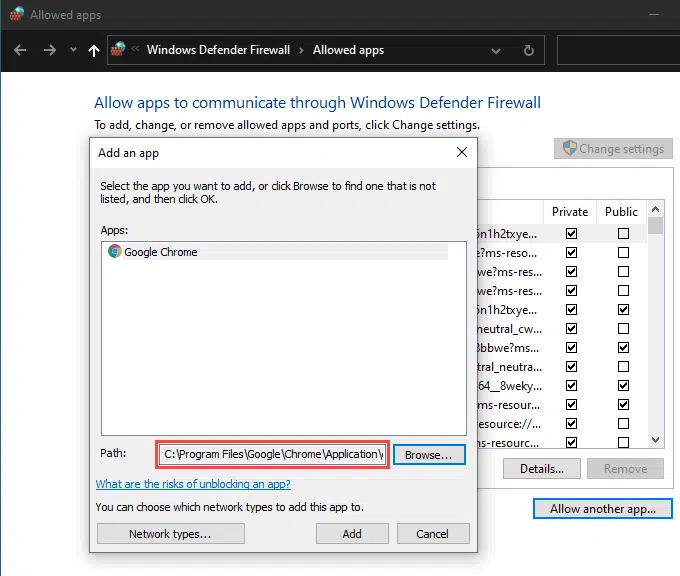 Allowed apps
Windows Defender Firewall › Allowed apps
Allow apps to communicate through Windows Defender Firewall
To add, change, or remove allowed apps and ports, click Change settings.
Change settings
Add an app
Select the app you want to add, or click Browse to find one that is not
listed, and then click OK.
Apps:
Google Chrome
Path:
C:\Program Files\Google\Chrome\Application\
Browse...
What are the risks of unblocking an app?
You can choose which network types to add this app to.
Network types...
Add
Cancel
Private
Public
5n1h2txye...
e?ms-reso...
we?ms-res...
we?ms-res...
5n1h2txye...
neutral_cw...
8bbwe?ms...
tral_neutra...
64__8weky...
ms-resour...
esource://...
ms-resourc...
Details...
Remove
Allow another app...